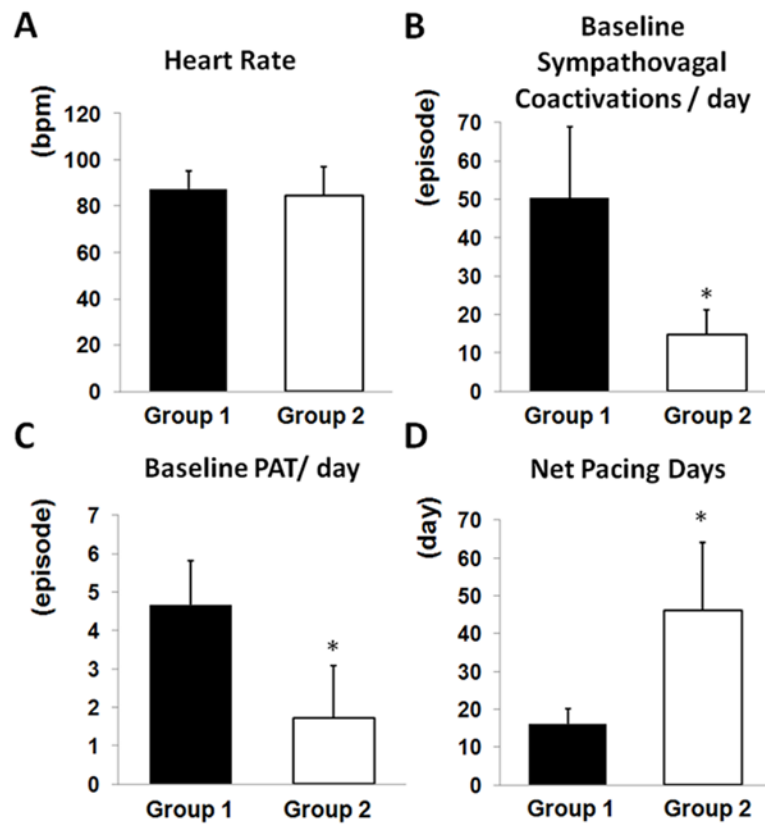 A
Heart Rate
(bpm)
120
100
80
60
40
20
0
Group 1 Group 2
B
Baseline
Sympathovagal
Coactivations / day
(episode)
70
60
50
40
30
20
10
0
*
Group 1 Group 2
C
Baseline PAT/ day
(episode)
7
6
5
4
3
2
1
0
*
Group 1 Group 2
D
Net Pacing Days
(day)
70
60
50
40
30
20
10
0
*
Group 1 Group 2